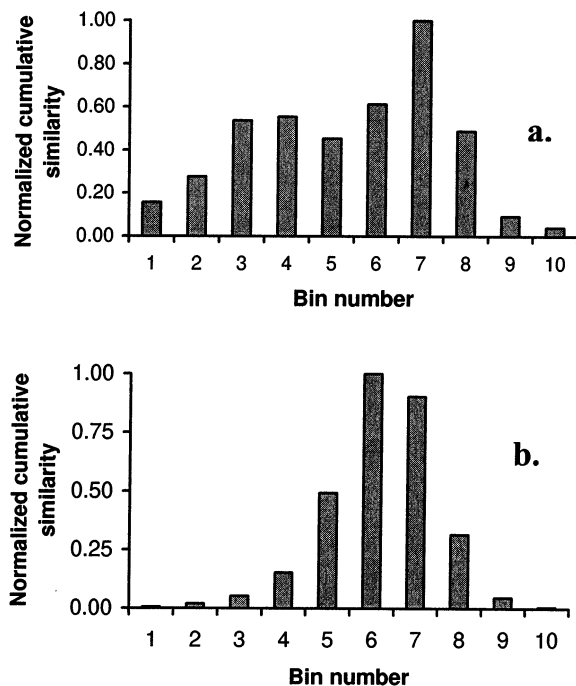 Normalized cumulative
similarity
1.00
0.80
0.60
0.40
0.20
0.00
1 2 3 4 5 6 7 8 9 10
Bin number
a.
Normalized cumulative
similarity
1.00
0.75
0.50
0.25
0.00
1 2 3 4 5 6 7 8 9 10
Bin number
b.